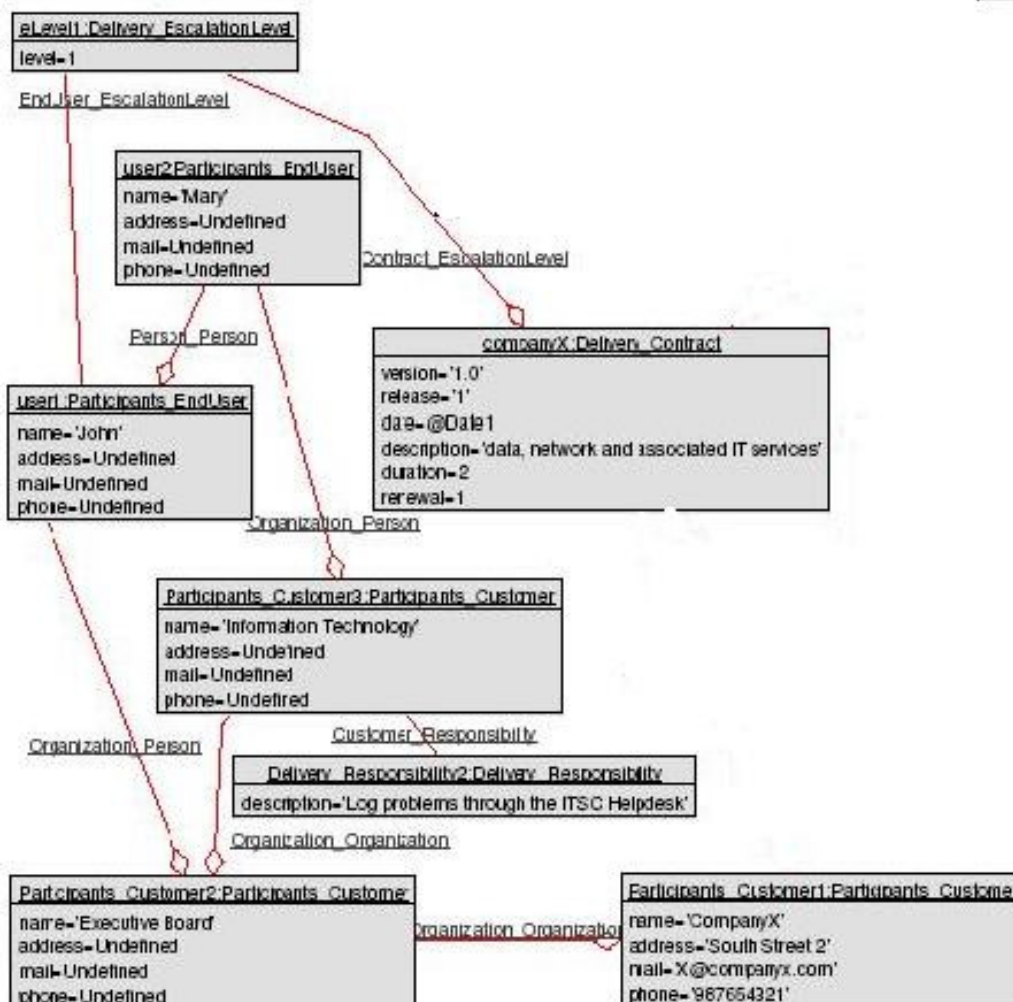 eLevel1:Delivery_EscalationLevel
level=1
EndUser_EscalationLevel
user2:Participants_EndUser
name='Mary'
address=Undefined
mail=Undefined
phone=Undefined
Contract_EscalationLevel
Person_Person
companyX:Delivery_Contract
version='1.0'
release='1'
date=@Date1
description='data, network and associated IT services'
duration=2
renewal=1
user1:Participants_EndUser
name='John'
address=Undefined
mail=Undefined
phone=Undefined
Organization_Person
Participants_Customer3:Participants_Customer
name='Information Technology'
address=Undefined
mail=Undefined
phone=Undefined
Customer_Responsibility
Organization_Person
Delivery_Responsibility2:Delivery_Responsibility
description='Log problems through the ITSC Helpdesk'
Organization_Organization
Participants_Customer2:Participants_Customer
name='Executive Board'
address=Undefined
mail=Undefined
phone=Undefined
Organization_Organization
Participants_Customer1:Participants_Custome
name='CompanyX'
address='South Street 2'
mail=X@companyx.com'
phone='987654321'